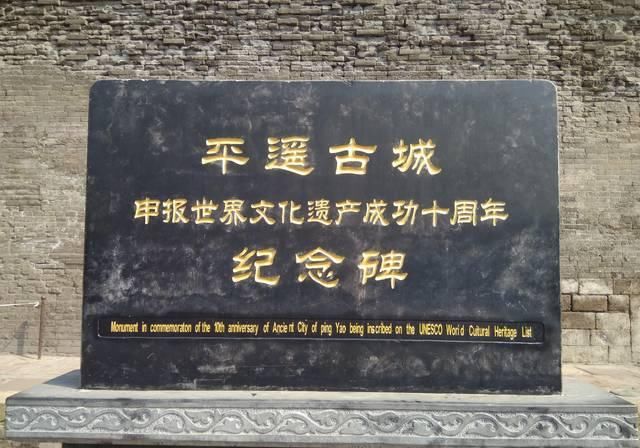 平遥古城
申报世界文化遗产成功十周年
纪念碑
Monument in commemoraton of the 10th anniversary of Ancient City of ping Yao being inscribed on the UNESCO World Cultural Heritage List